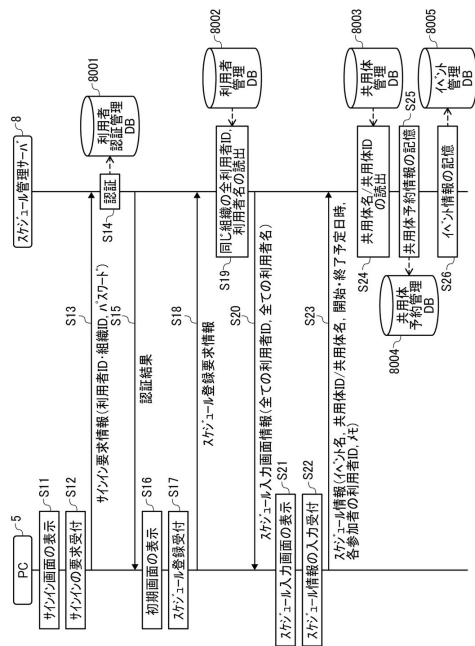 PC
5
スケジュール管理サーバ
8
サインイン画面の表示
S11
サインインの要求受付
S12
S13
サインイン要求情報(利用者ID・組織ID, パスワード)
認証
S14
利用者
認証管理
DB
8001
S15
認証結果
初期画面の表示
S16
スケジュール登録受付
S17
S18
スケジュール登録要求情報
同じ組織の全利用者ID,
利用者名の読出
S19
利用者
管理
DB
8002
S20
スケジュール入力画面情報(全ての利用者ID, 全ての利用者名)
スケジュール入力画面の表示
S21
スケジュール情報の入力受付
S22
S23
スケジュール情報(イベント名, 共用体ID/共用体名, 開始・終了予定日時,
各参加者の利用者ID, メモ)
共用体名/共用体ID
の読出
S24
共用体
管理
DB
8003
共用体予約情報の記憶
S25
共用体
予約管理
DB
8004
イベント情報の記憶
S26
イベント
管理
DB
8005